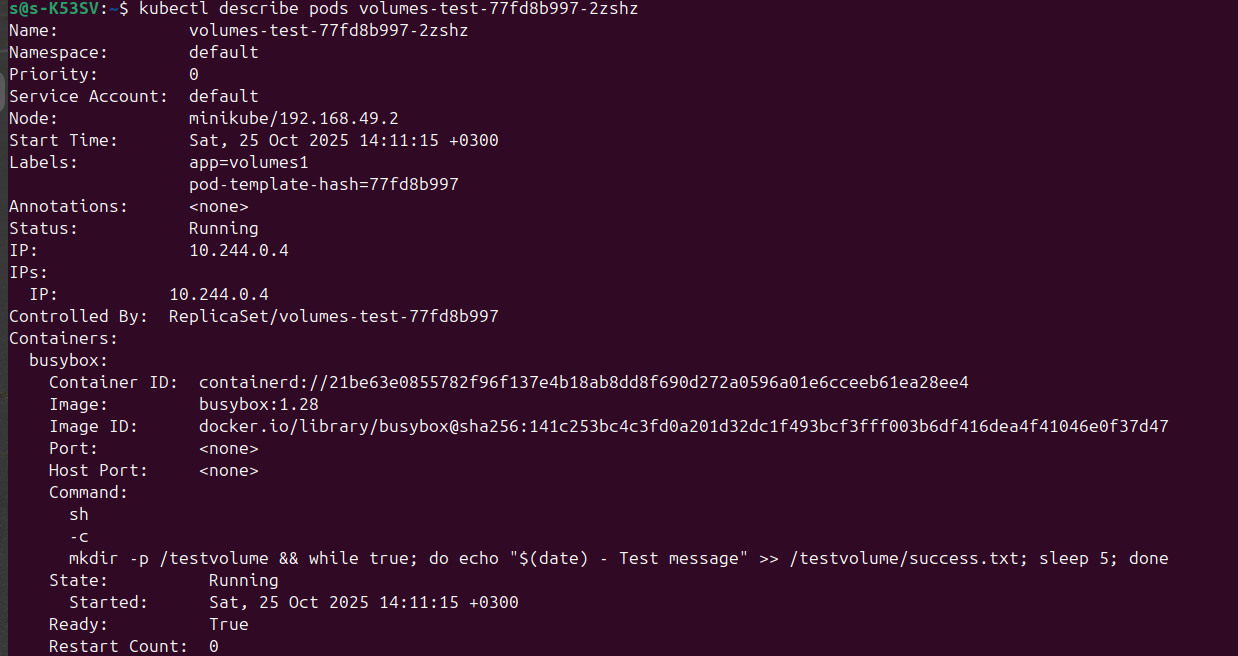 s@s-K53SV:~$ kubectl describe pods volumes-test-77fd8b997-2zshz
Name:             volumes-test-77fd8b997-2zshz
Namespace:        default
Priority:         0
Service Account:  default
Node:             minikube/192.168.49.2
Start Time:       Sat, 25 Oct 2025 14:11:15 +0300
Labels:           app=volumes1
                  pod-template-hash=77fd8b997
Annotations:      <none>
Status:           Running
IP:               10.244.0.4
IPs:
  IP:           10.244.0.4
Controlled By:  ReplicaSet/volumes-test-77fd8b997
Containers:
  busybox:
    Container ID:  containerd://21be63e0855782f96f137e4b18ab8dd8f690d272a0596a01e6cceeb61ea28ee4
    Image:         busybox:1.28
    Image ID:      docker.io/library/busybox@sha256:141c253bc4c3fd0a201d32dc1f493bcf3fff003b6df416dea4f41046e0f37d47
    Port:          <none>
    Host Port:     <none>
    Command:
      sh
      -c
      mkdir -p /testvolume && while true; do echo "$(date) - Test message" >> /testvolume/success.txt; sleep 5; done
    State:          Running
      Started:      Sat, 25 Oct 2025 14:11:15 +0300
    Ready:          True
    Restart Count:  0